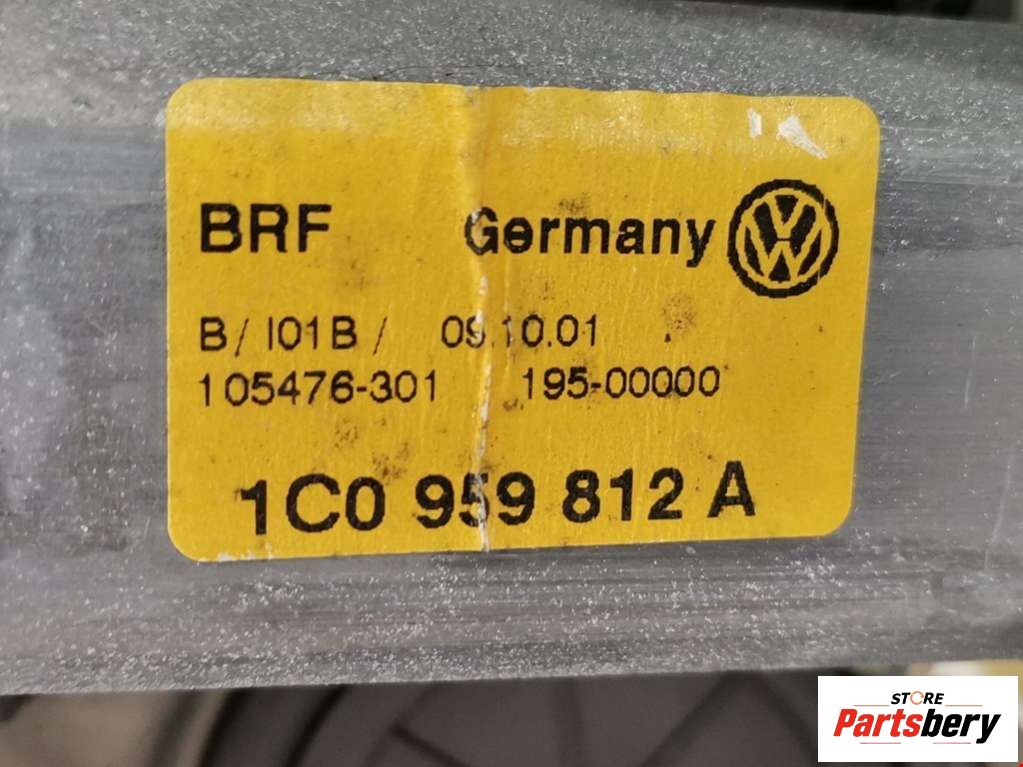 BRF Germany
B/ I01B / 09.10.01
105476-301 195-00000
1C0 959 812 A
STORE
Partsbery